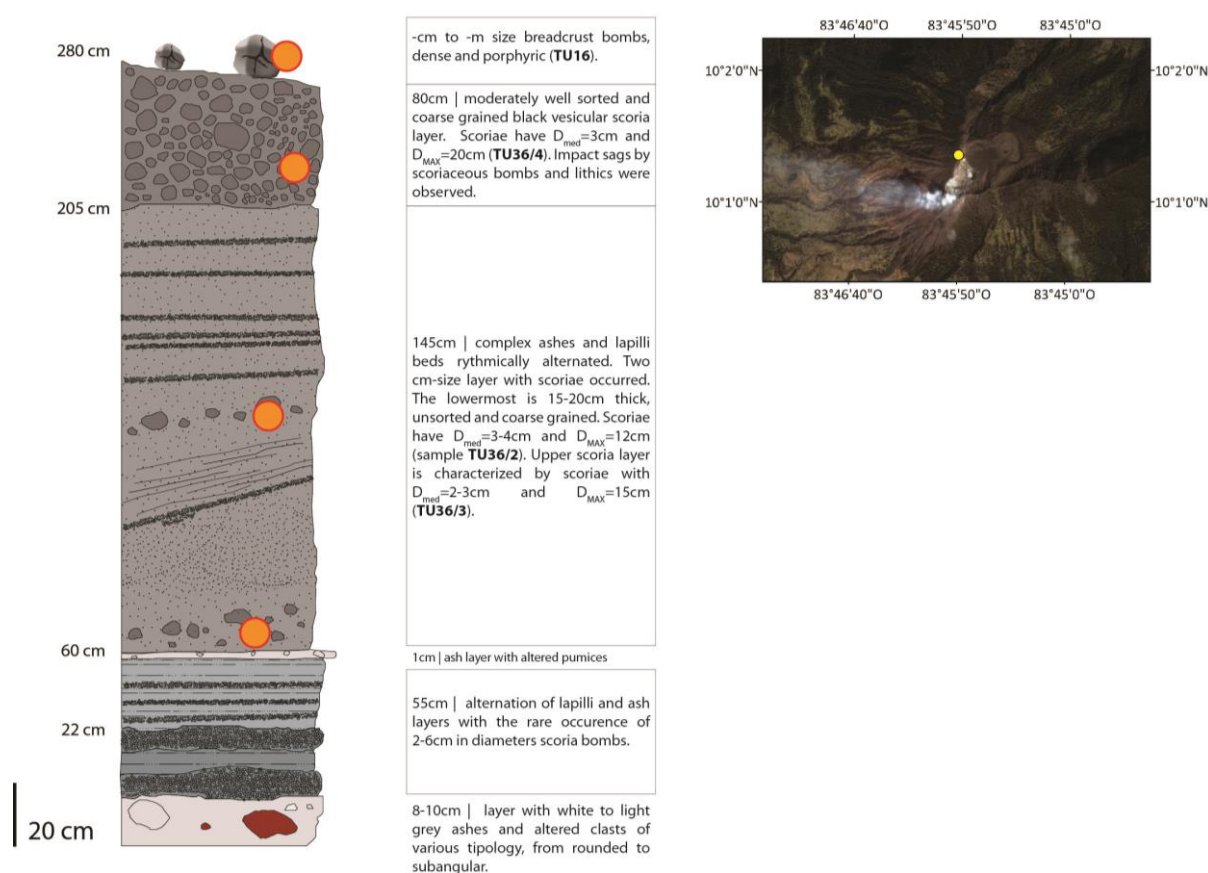 280 cm
205 cm
60 cm
22 cm
20 cm
-cm to -m size breadcrust bombs,
dense and porphyric (TU16).
80cm | moderately well sorted and
coarse grained black vesicular scoria
layer. Scoriae have Dmed=3cm and
DMAX=20cm (TU36/4). Impact sags by
scoriaceous bombs and lithics were
observed.
145cm | complex ashes and lapilli
beds rythmically alternated. Two
cm-size layer with scoriae occurred.
The lowermost is 15-20cm thick,
unsorted and coarse grained. Scoriae
have Dmed=3-4cm and DMAX=12cm
(sample TU36/2). Upper scoria layer
is characterized by scoriae with
Dmed=2-3cm and DMAX=15cm
(TU36/3).
1cm | ash layer with altered pumices
55cm | alternation of lapilli and ash
layers with the rare occurence of
2-6cm in diameters scoria bombs.
8-10cm | layer with white to light
grey ashes and altered clasts of
various tipology, from rounded to
subangular.
83°46'40"O 83°45'50"O 83°45'0"O
10°2'0"N 10°2'0"N
10°1'0"N 10°1'0"N
83°46'40"O 83°45'50"O 83°45'0"O